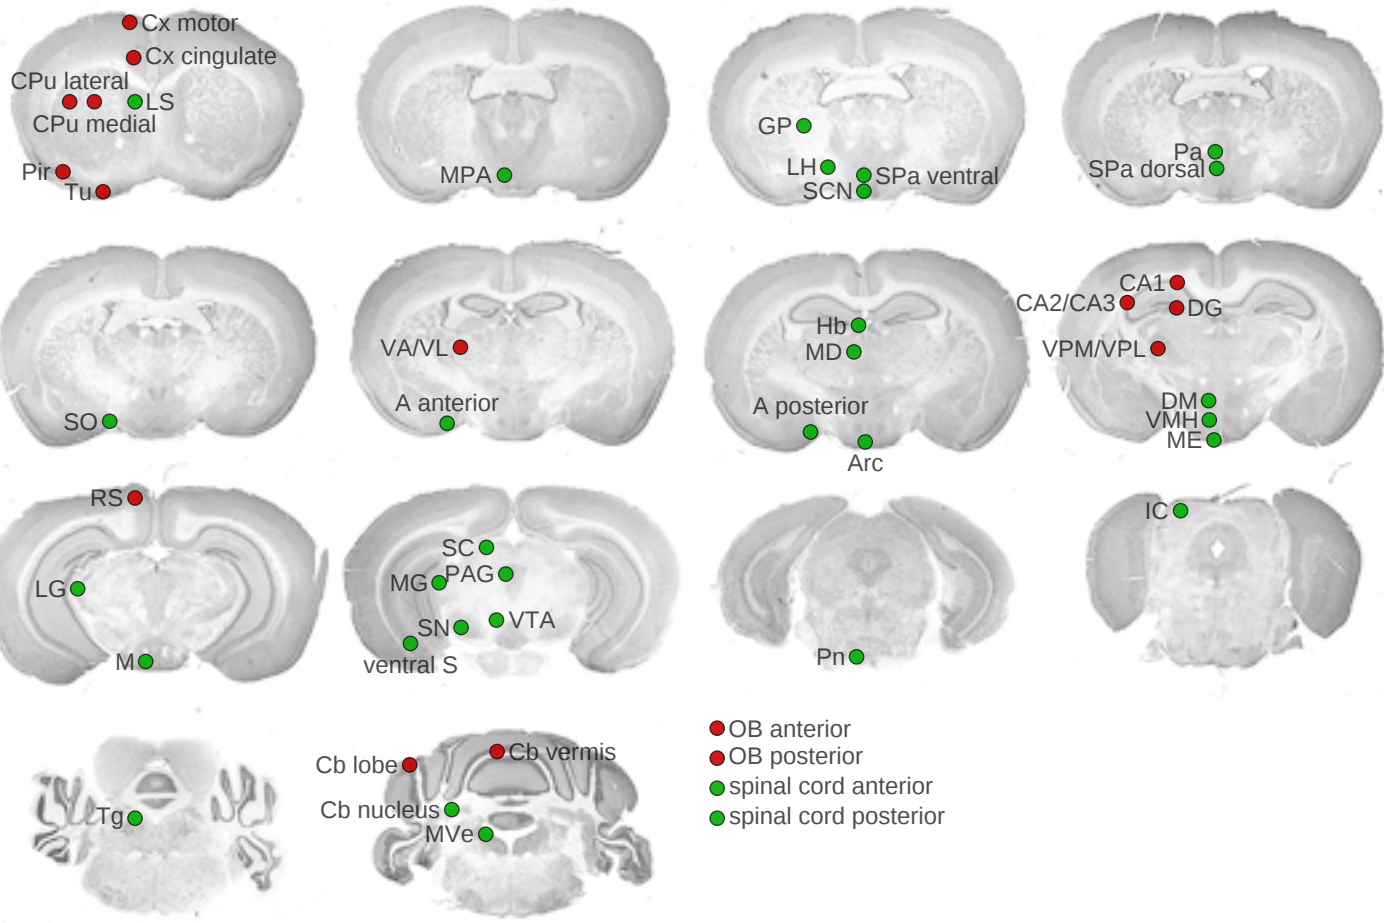 Cx motor
Cx cingulate
CPu lateral
LS
CPu medial
Pir
Tu
MPA
GP
LH
SPa ventral
SCN
Pa
SPa dorsal
SO
VA/VL
A anterior
Hb
MD
A posterior
Arc
CA1
CA2/CA3
DG
VPM/VPL
DM
VMH
ME
RS
LG
M
SC
MG
PAG
SN
VTA
ventral S
Pn
IC
Tg
Cb lobe
Cb vermis
Cb nucleus
MVe
OB anterior
OB posterior
spinal cord anterior
spinal cord posterior